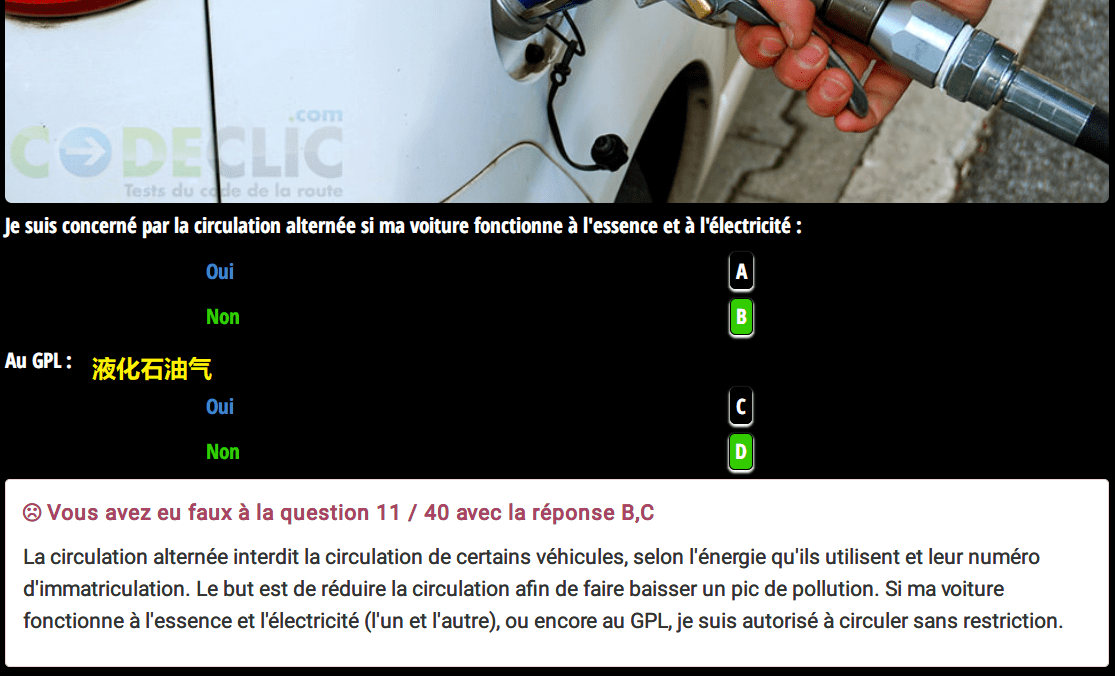 .com
CODECLIC
Tests du code de la route
Je suis concerné par la circulation alternée si ma voiture fonctionne à l'essence et à l'électricité :
Oui A
Non B
Au GPL : 液化石油气
Oui C
Non D
Vous avez eu faux à la question 11 / 40 avec la réponse B,C
La circulation alternée interdit la circulation de certains véhicules, selon l'énergie qu'ils utilisent et leur numéro
d'immatriculation. Le but est de réduire la circulation afin de faire baisser un pic de pollution. Si ma voiture
fonctionne à l'essence et l'électricité (l'un et l'autre), ou encore au GPL, je suis autorisé à circuler sans restriction.